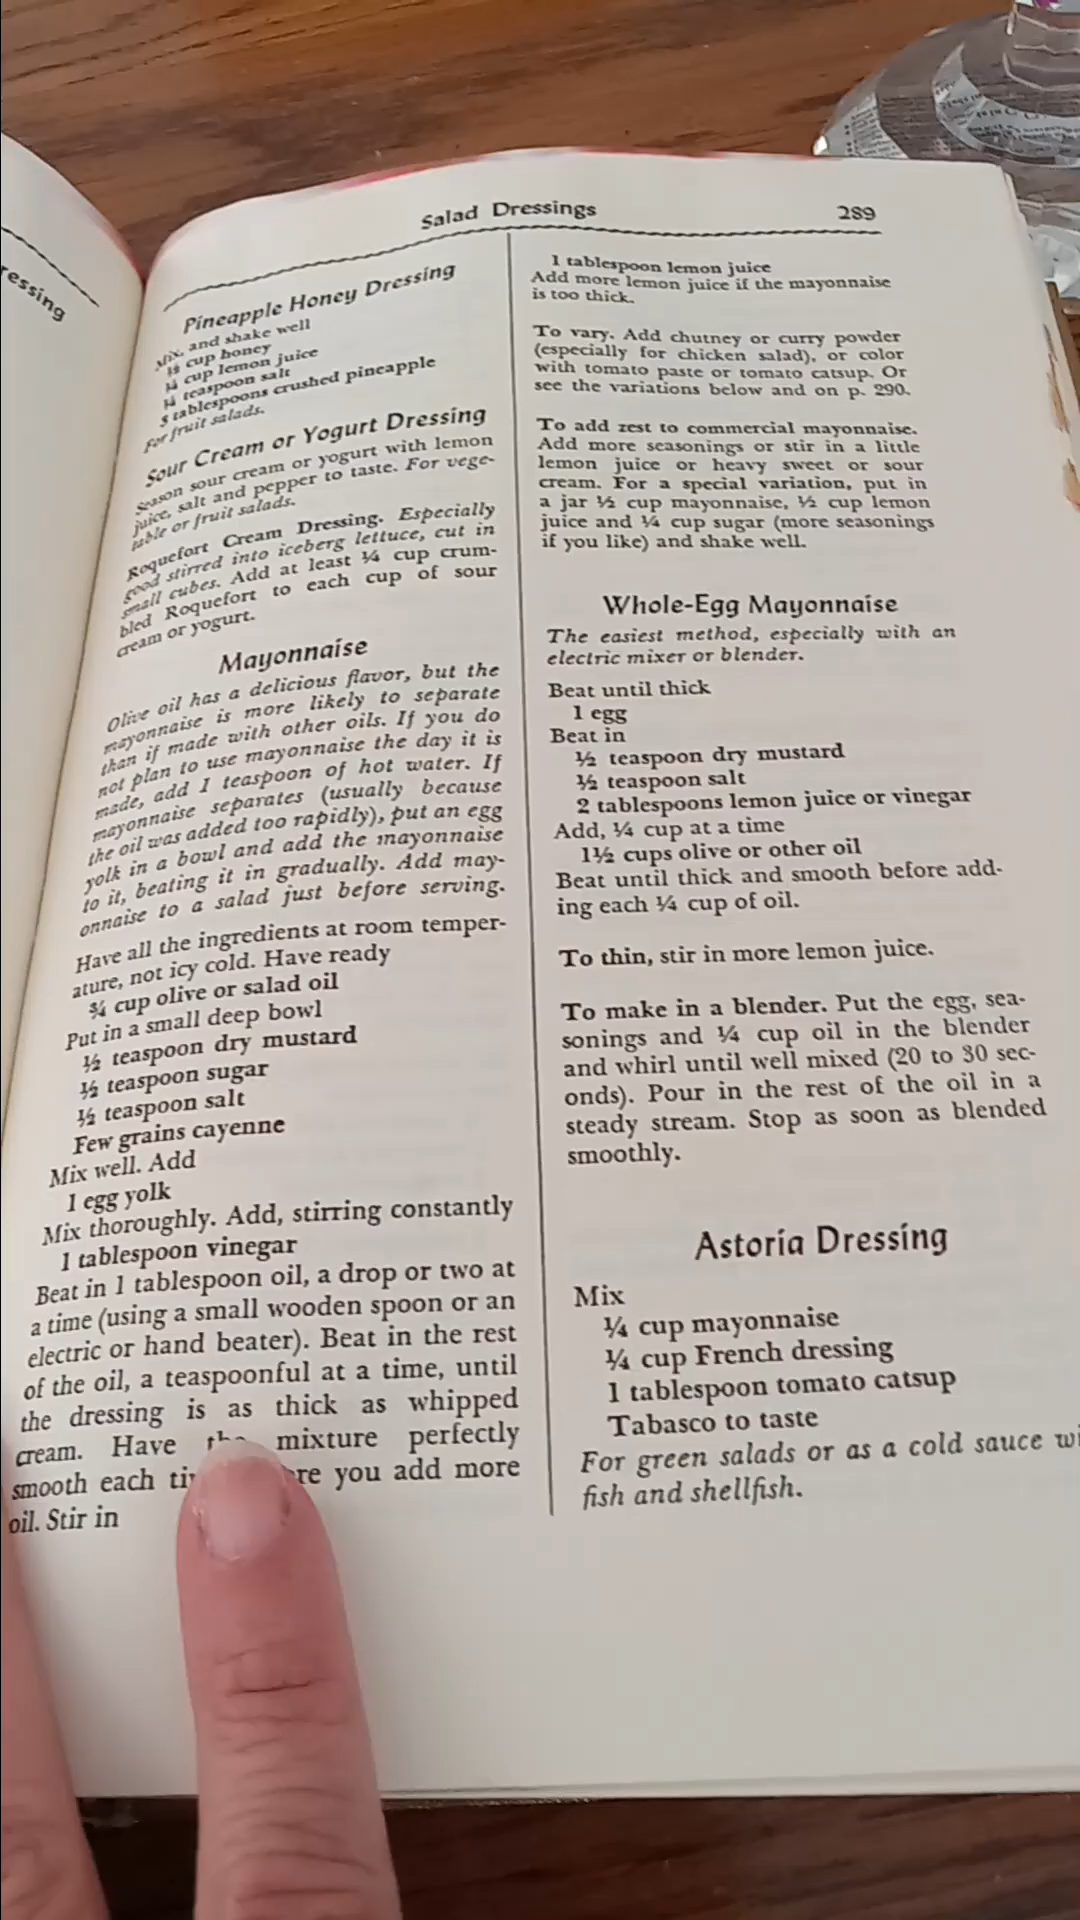 ressing
Salad Dressings
289
Pineapple Honey Dressing
Mix, and shake well
cup honey
¼ cup lemon juice
¼ teaspoon salt
3 tablespoons crushed pineapple
For fruit salads.
Sour Cream or Yogurt Dressing
Season sour cream or yogurt with lemon
juice, salt and pepper to taste. For vege-
table or fruit salads.
Roquefort Cream Dressing. Especially
good stirred into iceberg lettuce, cut in
small cubes. Add at least ¼ cup crum-
bled Roquefort to each cup of sour
cream or yogurt.
Mayonnaise
Olive oil has a delicious flavor, but the
mayonnaise is more likely to separate
than if made with other oils. If you do
not plan to use mayonnaise the day it is
made, add 1 teaspoon of hot water. If
mayonnaise separates (usually because
the oil was added too rapidly), put an egg
yolk in a bowl and add the mayonnaise
to it, beating it in gradually. Add may-
onnaise to a salad just before serving.
Have all the ingredients at room temper-
ature, not icy cold. Have ready
¾ cup olive or salad oil
Put in a small deep bowl
½ teaspoon dry mustard
½ teaspoon sugar
½ teaspoon salt
Few grains cayenne
Mix well. Add
1 egg yolk
Mix thoroughly. Add, stirring constantly
1 tablespoon vinegar
Beat in 1 tablespoon oil, a drop or two at
a time (using a small wooden spoon or an
electric or hand beater). Beat in the rest
of the oil, a teaspoonful at a time, until
the dressing is as thick as whipped
cream. Have the mixture perfectly
smooth each you add more
oil. Stir in
1 tablespoon lemon juice
Add more lemon juice if the mayonnaise
is too thick.
To vary. Add chutney or curry powder
(especially for chicken salad), or color
with tomato paste or tomato catsup. Or
see the variations below and on p. 290.
To add zest to commercial mayonnaise.
Add more seasonings or stir in a little
lemon juice or heavy sweet or sour
cream. For a special variation, put in
a jar ½ cup mayonnaise, ½ cup lemon
juice and ¼ cup sugar (more seasonings
if you like) and shake well.
Whole-Egg Mayonnaise
The easiest method, especially with an
electric mixer or blender.
Beat until thick
1 egg
Beat in
½ teaspoon dry mustard
½ teaspoon salt
2 tablespoons lemon juice or vinegar
Add, ¼ cup at a time
1½ cups olive or other oil
Beat until thick and smooth before add-
ing each ¼ cup of oil.
To thin, stir in more lemon juice.
To make in a blender. Put the egg, sea-
sonings and ¼ cup oil in the blender
and whirl until well mixed (20 to 30 sec-
onds). Pour in the rest of the oil in a
steady stream. Stop as soon as blended
smoothly.
Astoria Dressing
Mix
¼ cup mayonnaise
¼ cup French dressing
1 tablespoon tomato catsup
Tabasco to taste
For green salads or as a cold sauce wi
fish and shellfish.